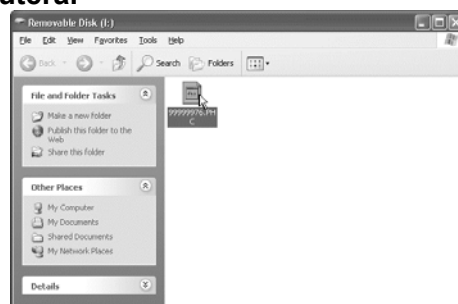 Removable Disk (I:)
File Edit View Favorites Tools Help
Back Search Folders
File and Folder Tasks
Make a new folder
Publish this folder to the
Web
Share this folder
99999976.PH
C
Other Places
My Computer
My Documents
Shared Documents
My Network Places
Details